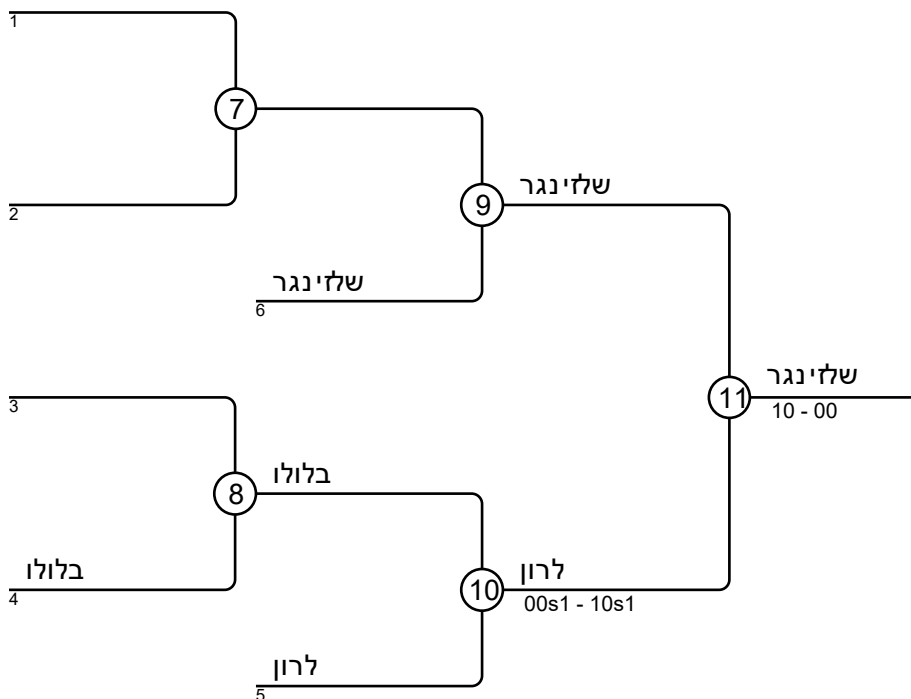 1
7
2
9
שלזינגר
שלזינגר
6
3
11
שלזינגר
10 - 00
8
בלולו
בלולו
4
10
לרון
00s1 - 10s1
לרון
5